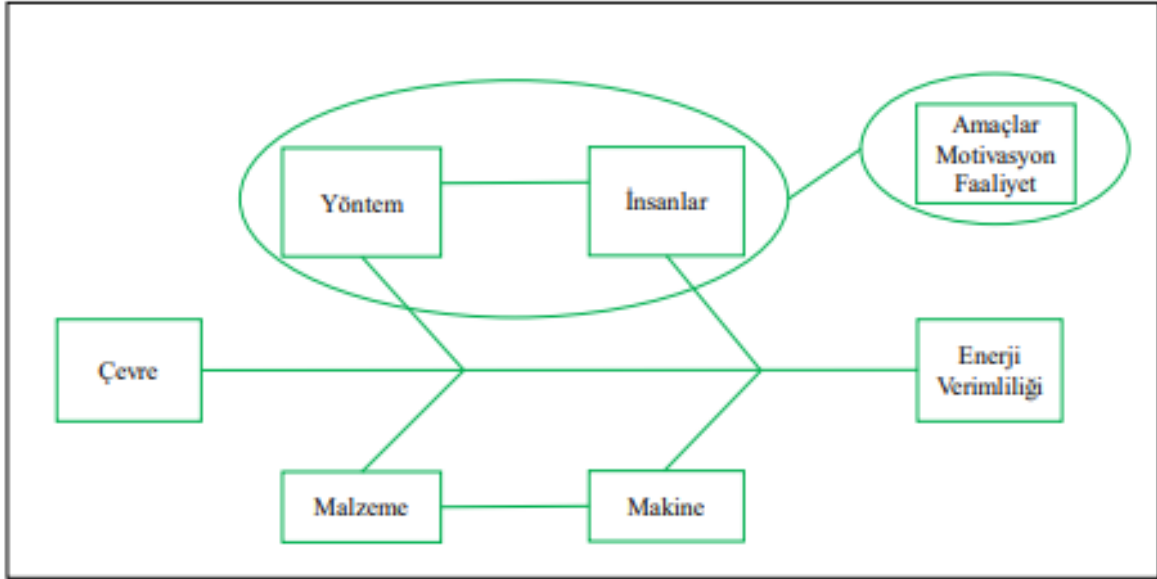 Amaçlar
Motivasyon
Faaliyet
Yöntem
İnsanlar
Çevre
Enerji
Verimliliği
Malzeme
Makine